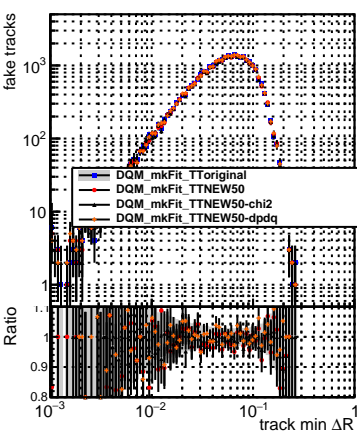 fake tracks
10³
10²
10
1
DQM_mkFit_TToriginal
DQM_mkFit_TTNEW50
DQM_mkFit_TTNEW50-chi2
DQM_mkFit_TTNEW50-dpdq
Ratio
1.1
1
0.9
0.8
10⁻³ 10⁻² 10⁻¹ 1
track min ΔR